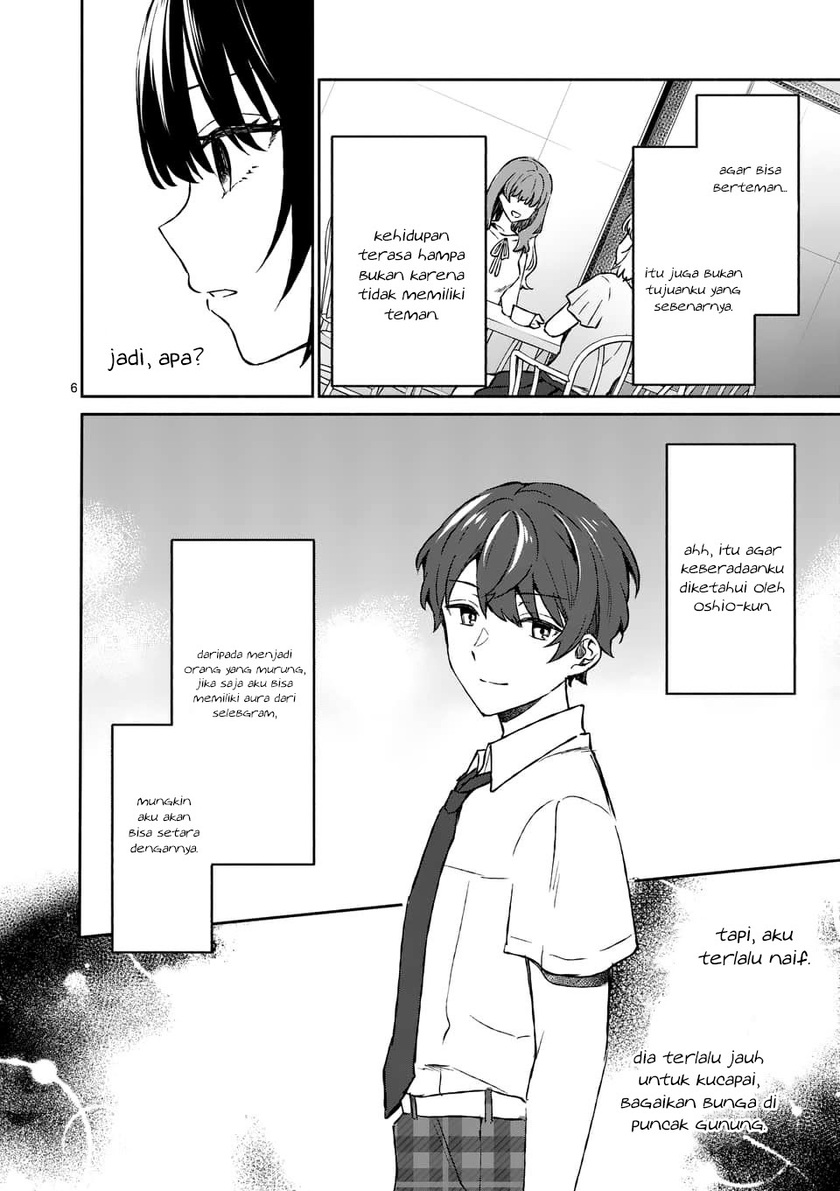 agar bisa
berteman..
itu juga bukan
tujuanku yang
sebenarnya.
kehidupan
terasa hampa
bukan karena
tidak memiliki
teman.
jadi, apa?
6
ahh, itu agar
keberadaanku
diketahui oleh
oshio-kun.
daripada menjadi
orang yang murung,
jika saja aku bisa
memiliki aura dari
selebgram,
mungkin
aku akan
bisa setara
dengannya.
tapi, aku
terlalu naif.
dia terlalu jauh
untuk kucapai,
bagaikan bunga di
puncak gunung.